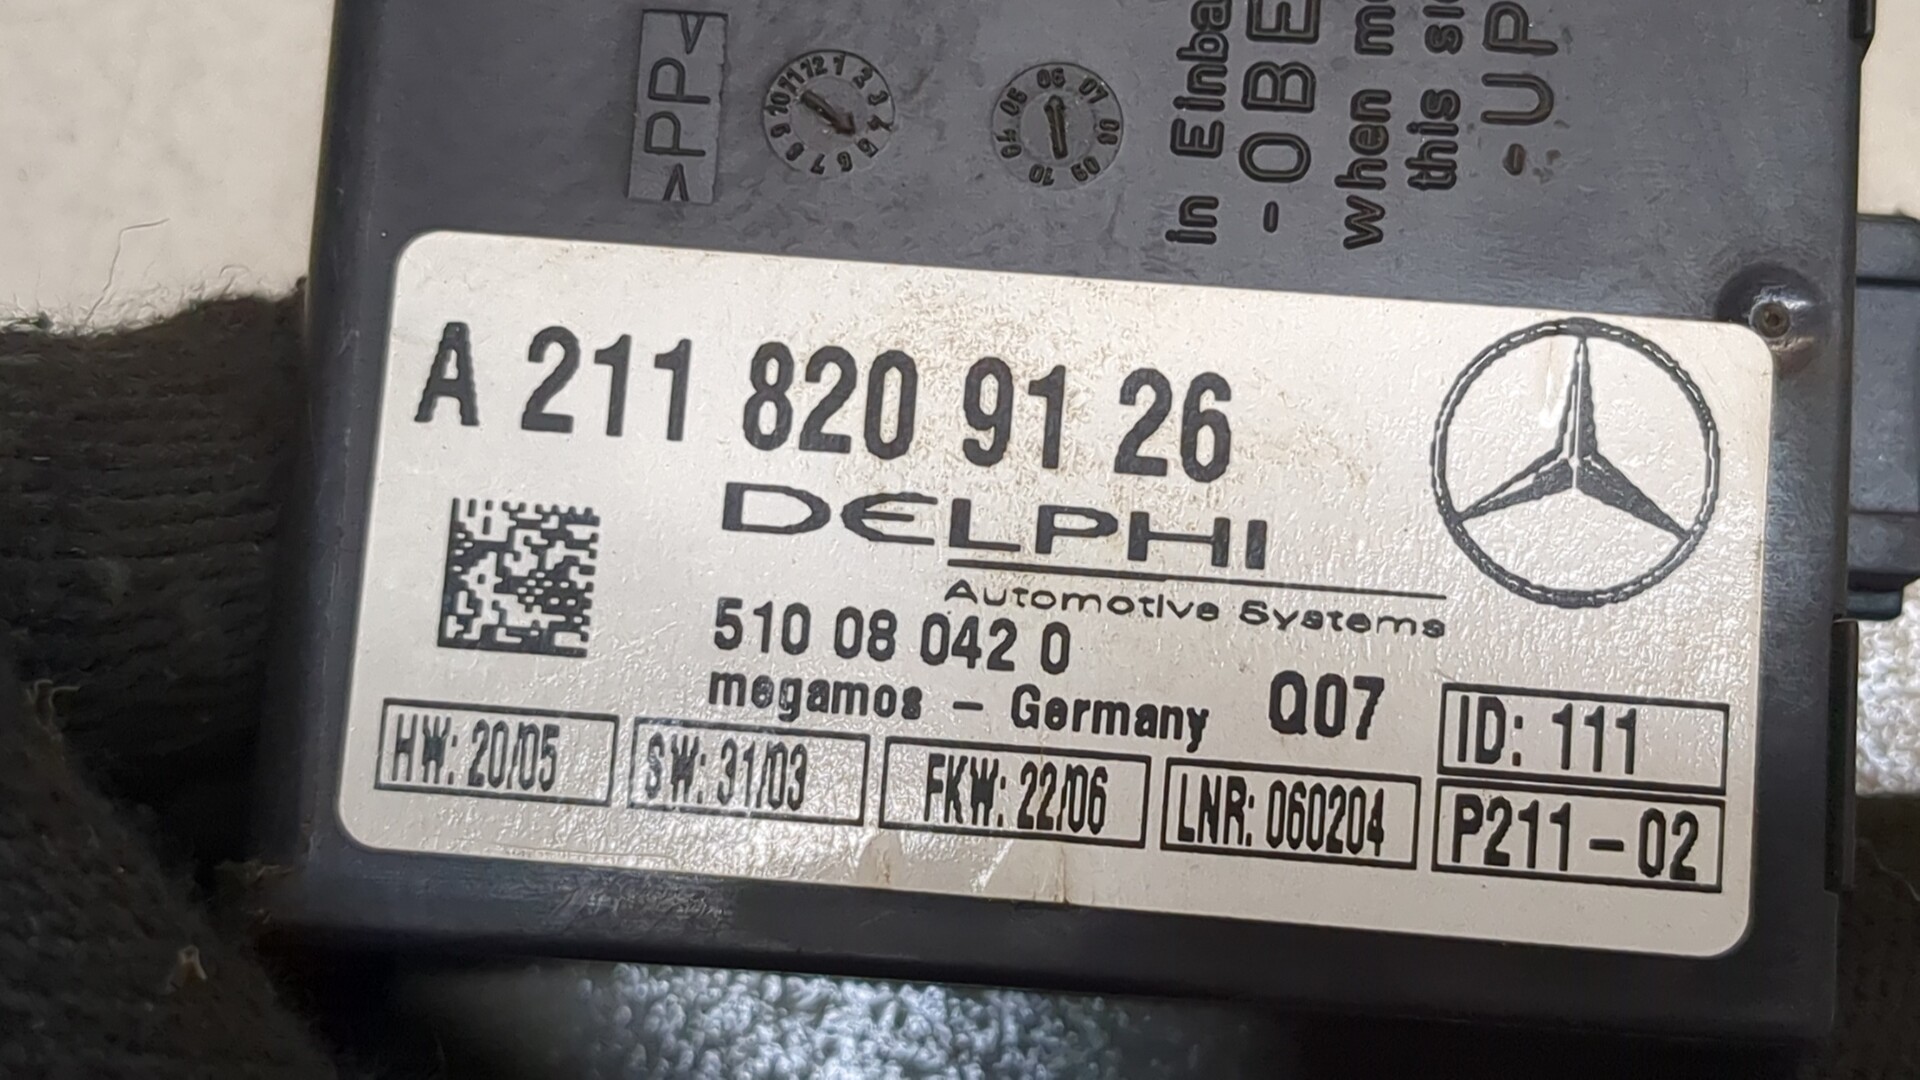 >PP<
in Einba
-OBE
when mo
this si
-UP
A 211 820 91 26
DELPHI
Automotive Systems
510 08 042 0
megamos – Germany Q07
ID: 111
HW: 20/05
SW: 31/03
FKW: 22/06
LNR: 060204
P211-02